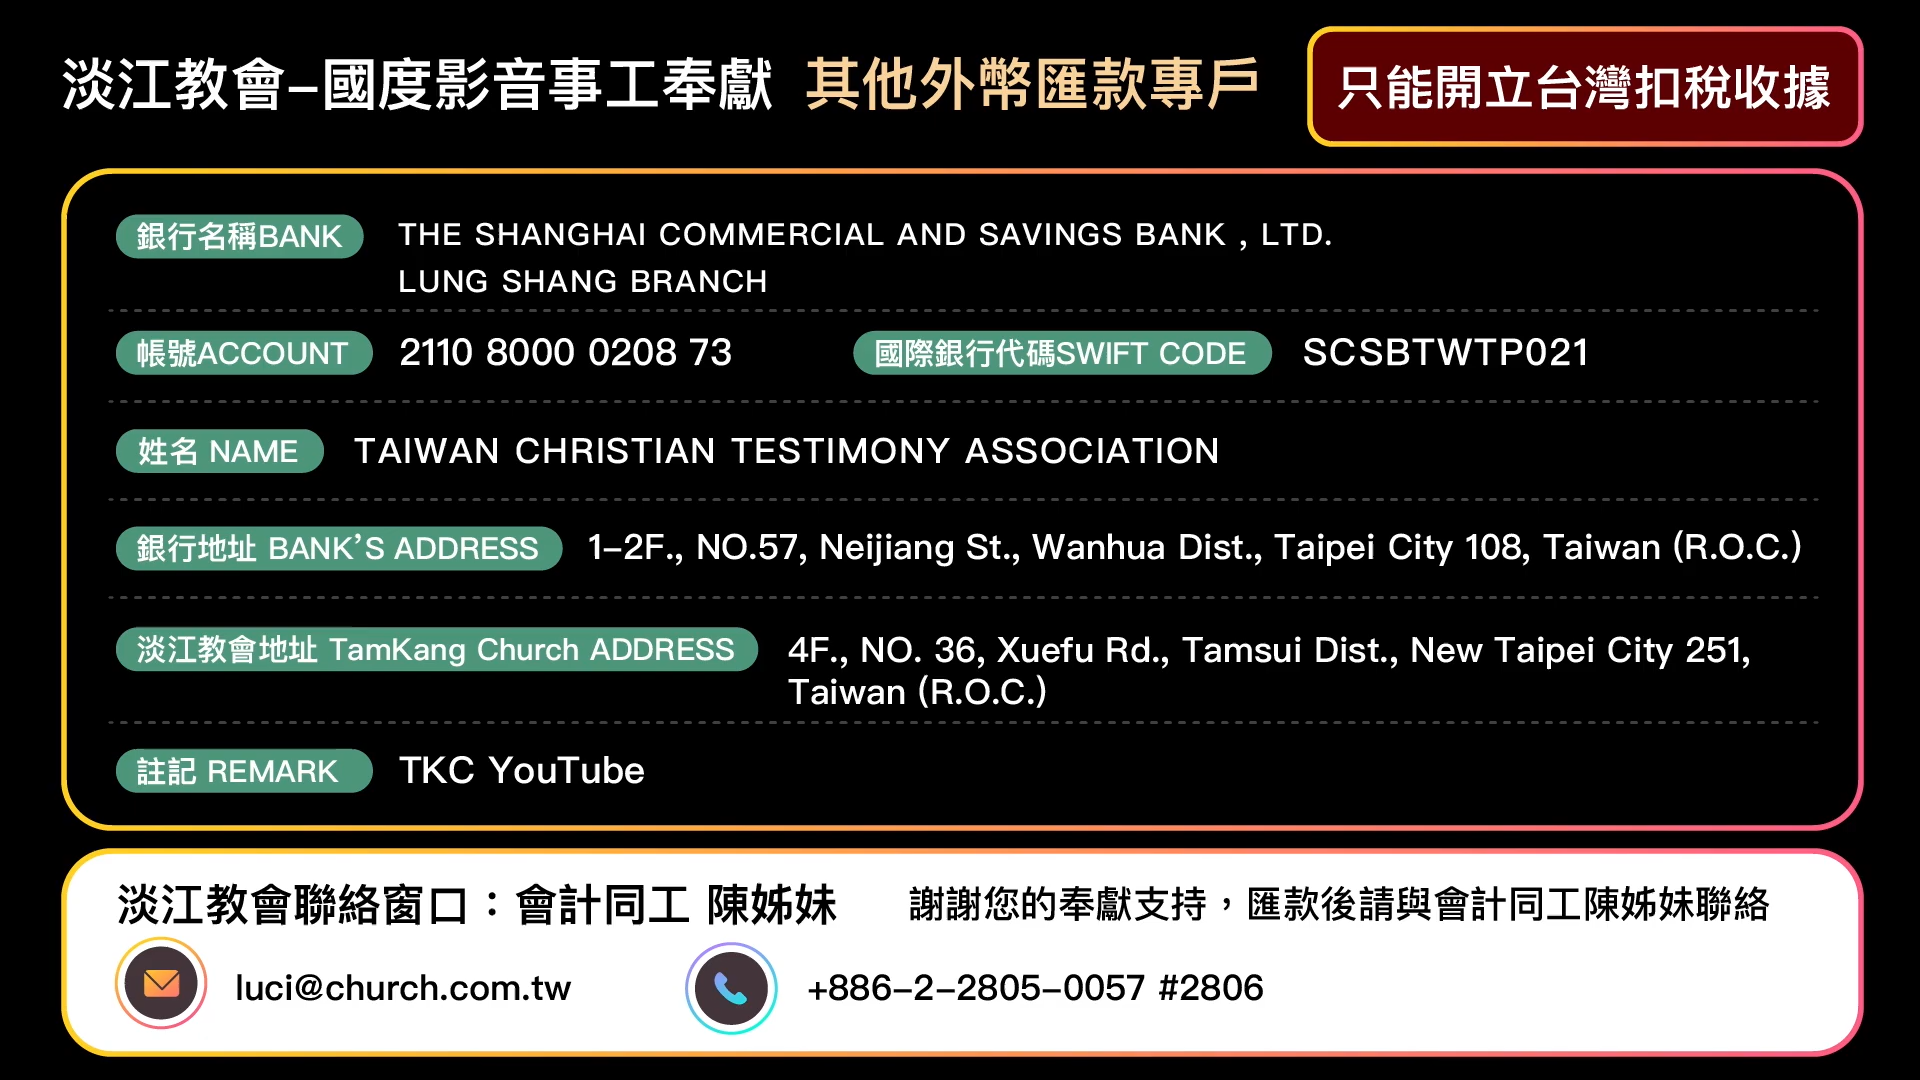 淡江教會–國度影音事工奉獻 其他外幣匯款專戶
只能開立台灣扣稅收據
銀行名稱BANK THE SHANGHAI COMMERCIAL AND SAVINGS BANK , LTD.
LUNG SHANG BRANCH
帳號ACCOUNT 2110 8000 0208 73 國際銀行代碼SWIFT CODE SCSBTWTP021
姓名 NAME TAIWAN CHRISTIAN TESTIMONY ASSOCIATION
銀行地址 BANK’S ADDRESS 1–2F., NO.57, Neijiang St., Wanhua Dist., Taipei City 108, Taiwan (R.O.C.)
淡江教會地址 TamKang Church ADDRESS 4F., NO. 36, Xuefu Rd., Tamsui Dist., New Taipei City 251,
Taiwan (R.O.C.)
註記 REMARK TKC YouTube
淡江教會聯絡窗口：會計同工 陳姊妹 謝謝您的奉獻支持，匯款後請與會計同工陳姊妹聯絡
luci@church.com.tw +886–2–2805–0057 #2806